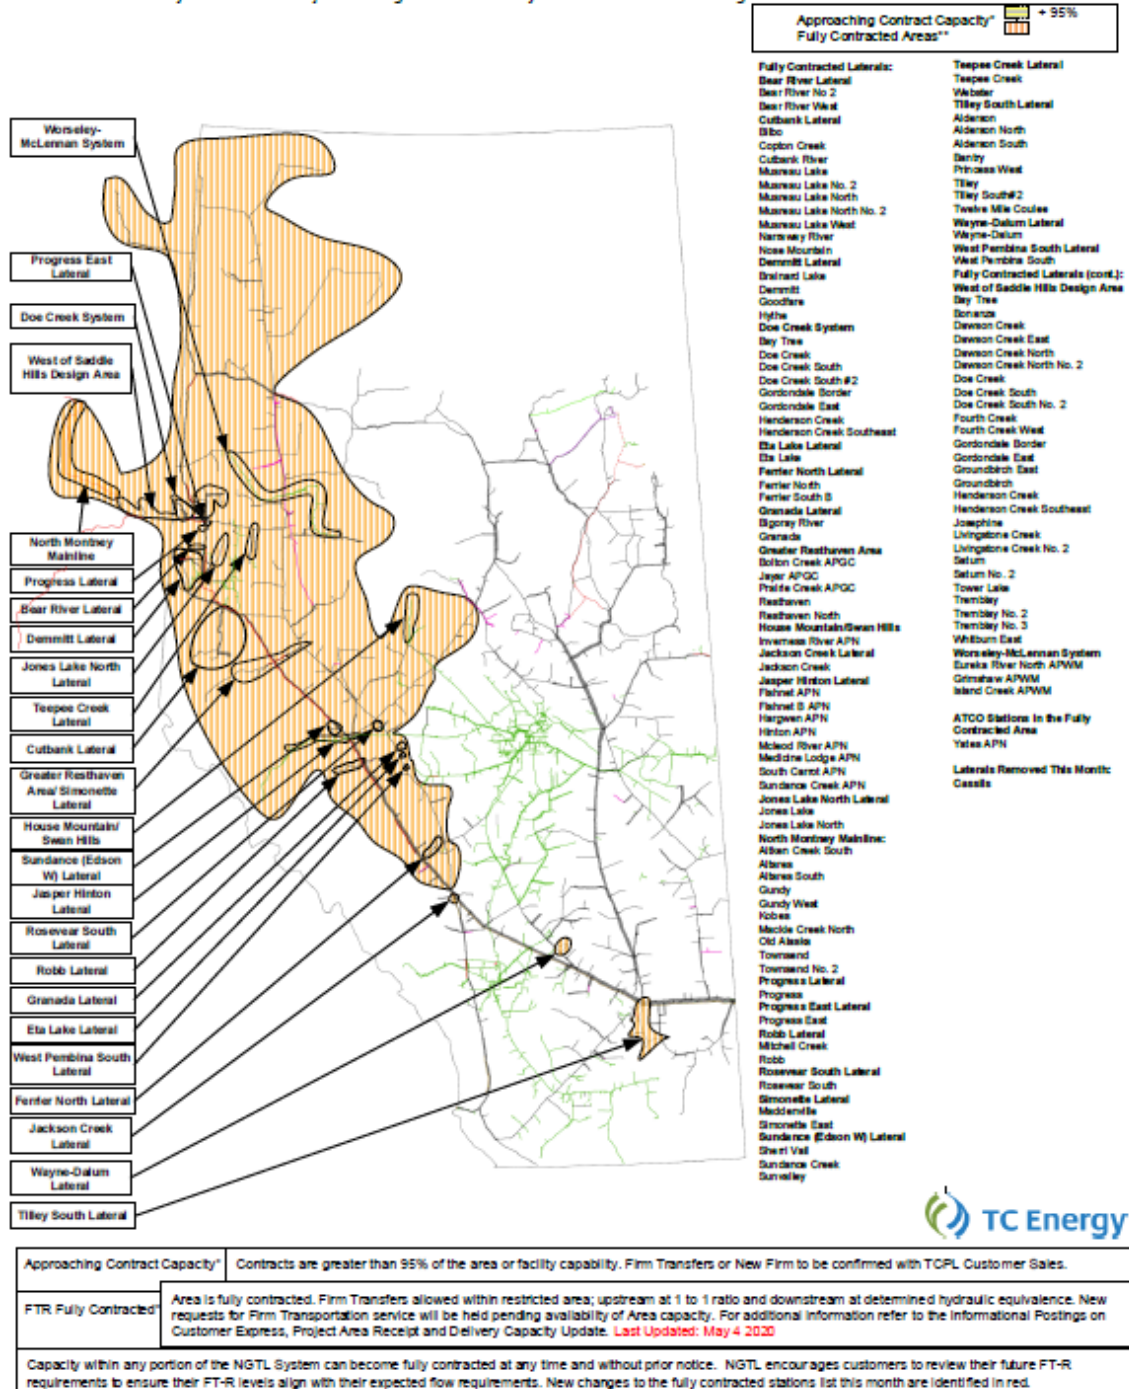 Approaching Contract Capacity* + 95%
Fully Contracted Areas**
Worseley-
McLennan System
Progress East
Lateral
Doe Creek System
West of Saddle
Hills Design Area
North Montney
Mainline
Progress Lateral
Bear River Lateral
Demmitt Lateral
Jones Lake North
Lateral
Teepee Creek
Lateral
Cutbank Lateral
Greater Resthaven
Area/ Simonette
Lateral
House Mountain/
Swan Hills
Sundance (Edson
W) Lateral
Jasper Hinton
Lateral
Rosevear South
Lateral
Robb Lateral
Granada Lateral
Eta Lake Lateral
West Pembina South
Lateral
Ferrier North Lateral
Jackson Creek
Lateral
Wayne-Dalum
Lateral
Tilley South Lateral
Fully Contracted Laterals:
Bear River Lateral
Bear River No 2
Bear River West
Cutbank Lateral
Bilbo
Copton Creek
Cutbank River
Musreau Lake
Musreau Lake No. 2
Musreau Lake North
Musreau Lake North No. 2
Musreau Lake West
Narraway River
Nose Mountain
Demmitt Lateral
Brainard Lake
Demmitt
Goodfare
Hythe
Doe Creek System
Bay Tree
Doe Creek
Doe Creek South
Doe Creek South #2
Gordondale Border
Gordondale East
Henderson Creek
Henderson Creek Southeast
Eta Lake Lateral
Eta Lake
Ferrier North Lateral
Ferrier North
Ferrier South B
Granada Lateral
Bigoray River
Granada
Greater Resthaven Area
Bolton Creek APGC
Jayar APGC
Prairie Creek APGC
Resthaven
Resthaven North
House Mountain/Swan Hills
Inverness River APN
Jackson Creek Lateral
Jackson Creek
Jasper Hinton Lateral
Fishnet APN
Fishnet B APN
Hargwen APN
Hinton APN
Mcleod River APN
Medicine Lodge APN
South Carrot APN
Sundance Creek APN
Jones Lake North Lateral
Jones Lake
Jones Lake North
North Montney Mainline:
Aitken Creek South
Altares
Altares South
Gundy
Gundy West
Kobes
Mackie Creek North
Old Alaska
Townsend
Townsend No. 2
Progress Lateral
Progress
Progress East Lateral
Progress East
Robb Lateral
Mitchell Creek
Robb
Rosevear South Lateral
Rosevear South
Simonette Lateral
Maddenville
Simonette East
Sundance (Edson W) Lateral
Sherri Vail
Sundance Creek
Sunvalley
Teepee Creek Lateral
Teepee Creek
Webster
Tilley South Lateral
Alderson
Alderson North
Alderson South
Bantry
Princess West
Tilley
Tilley South#2
Twelve Mile Coulee
Wayne-Dalum Lateral
Wayne-Dalum
West Pembina South Lateral
West Pembina South
Fully Contracted Laterals (cont.):
West of Saddle Hills Design Area
Bay Tree
Bonanza
Dawson Creek
Dawson Creek East
Dawson Creek North
Dawson Creek North No. 2
Doe Creek
Doe Creek South
Doe Creek South No. 2
Fourth Creek
Fourth Creek West
Gordondale Border
Gordondale East
Groundbirch East
Groundbirch
Henderson Creek
Henderson Creek Southeast
Josephine
Livingstone Creek
Livingstone Creek No. 2
Saturn
Saturn No. 2
Tower Lake
Tremblay
Tremblay No. 2
Tremblay No. 3
Whitburn East
Worseley-McLennan System
Eureka River North APWM
Grimshaw APWM
Island Creek APWM
ATCO Stations in the Fully
Contracted Area
Yates APN
Laterals Removed This Month:
Cassils
TC Energy
Approaching Contract Capacity* Contracts are greater than 95% of the area or facility capability. Firm Transfers or New Firm to be confirmed with TCPL Customer Sales.
FTR Fully Contracted** Area is fully contracted. Firm Transfers allowed within restricted area; upstream at 1 to 1 ratio and downstream at determined hydraulic equivalence. New
requests for Firm Transportation service will be held pending availability of Area capacity. For additional information refer to the Informational Postings on
Customer Express, Project Area Receipt and Delivery Capacity Update. Last Updated: May 4 2020
Capacity within any portion of the NGTL System can become fully contracted at any time and without prior notice. NGTL encourages customers to review their future FT-R
requirements to ensure their FT-R levels align with their expected flow requirements. New changes to the fully contracted stations list this month are identified in red.